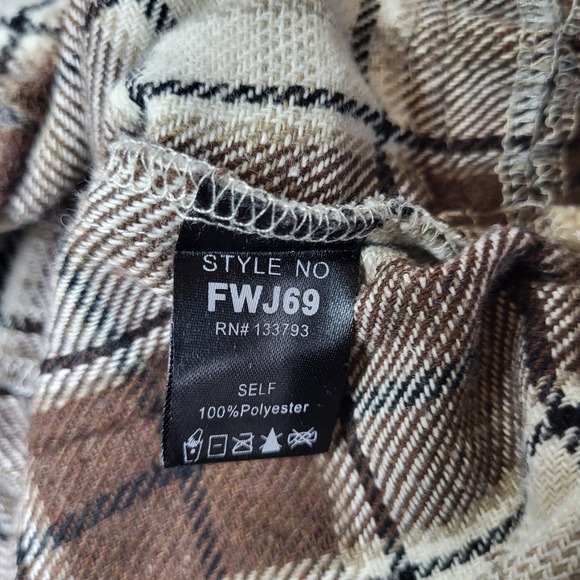 STYLE NO
FWJ69
RN# 133793
SELF
100%Polyester